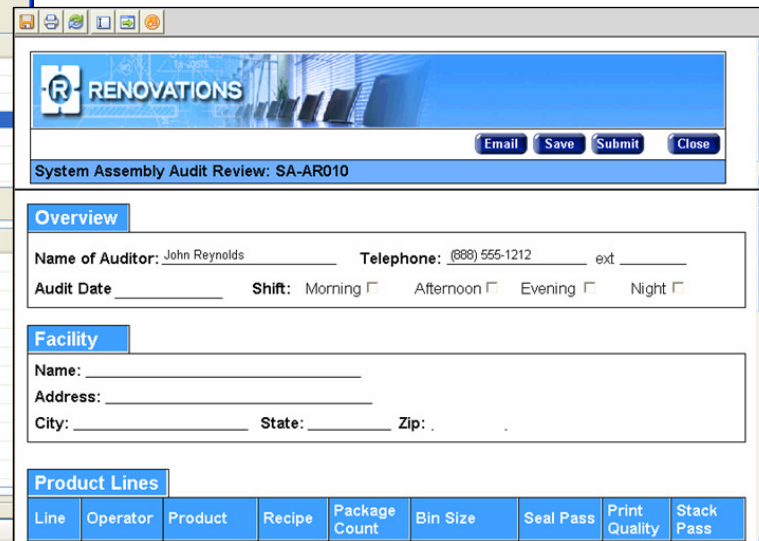 RENOVATIONS
Email Save Submit Close
System Assembly Audit Review: SA-AR010
Overview
Name of Auditor: John Reynolds Telephone: (888) 555-1212 ext
Audit Date Shift: Morning Afternoon Evening Night
Facility
Name:
Address:
City: State: Zip:
Product Lines
Line Operator Product Recipe Package Count Bin Size Seal Pass Print Quality Stack Pass